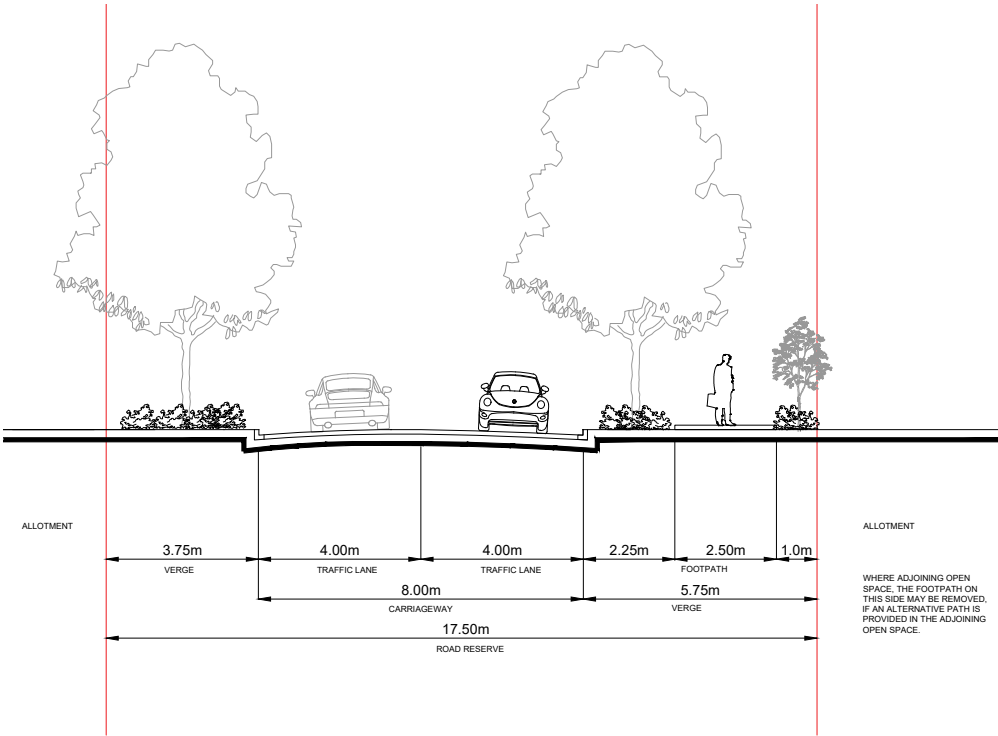 ALLOTMENT
ALLOTMENT
3.75m
4.00m
4.00m
2.25m
2.50m
1.0m
VERGE
TRAFFIC LANE
TRAFFIC LANE
FOOTPATH
8.00m
5.75m
CARRIAGEWAY
VERGE
17.50m
ROAD RESERVE
WHERE ADJOINING OPEN
SPACE, THE FOOTPATH ON
THIS SIDE MAY BE REMOVED,
IF AN ALTERNATIVE PATH IS
PROVIDED IN THE ADJOINING
OPEN SPACE.